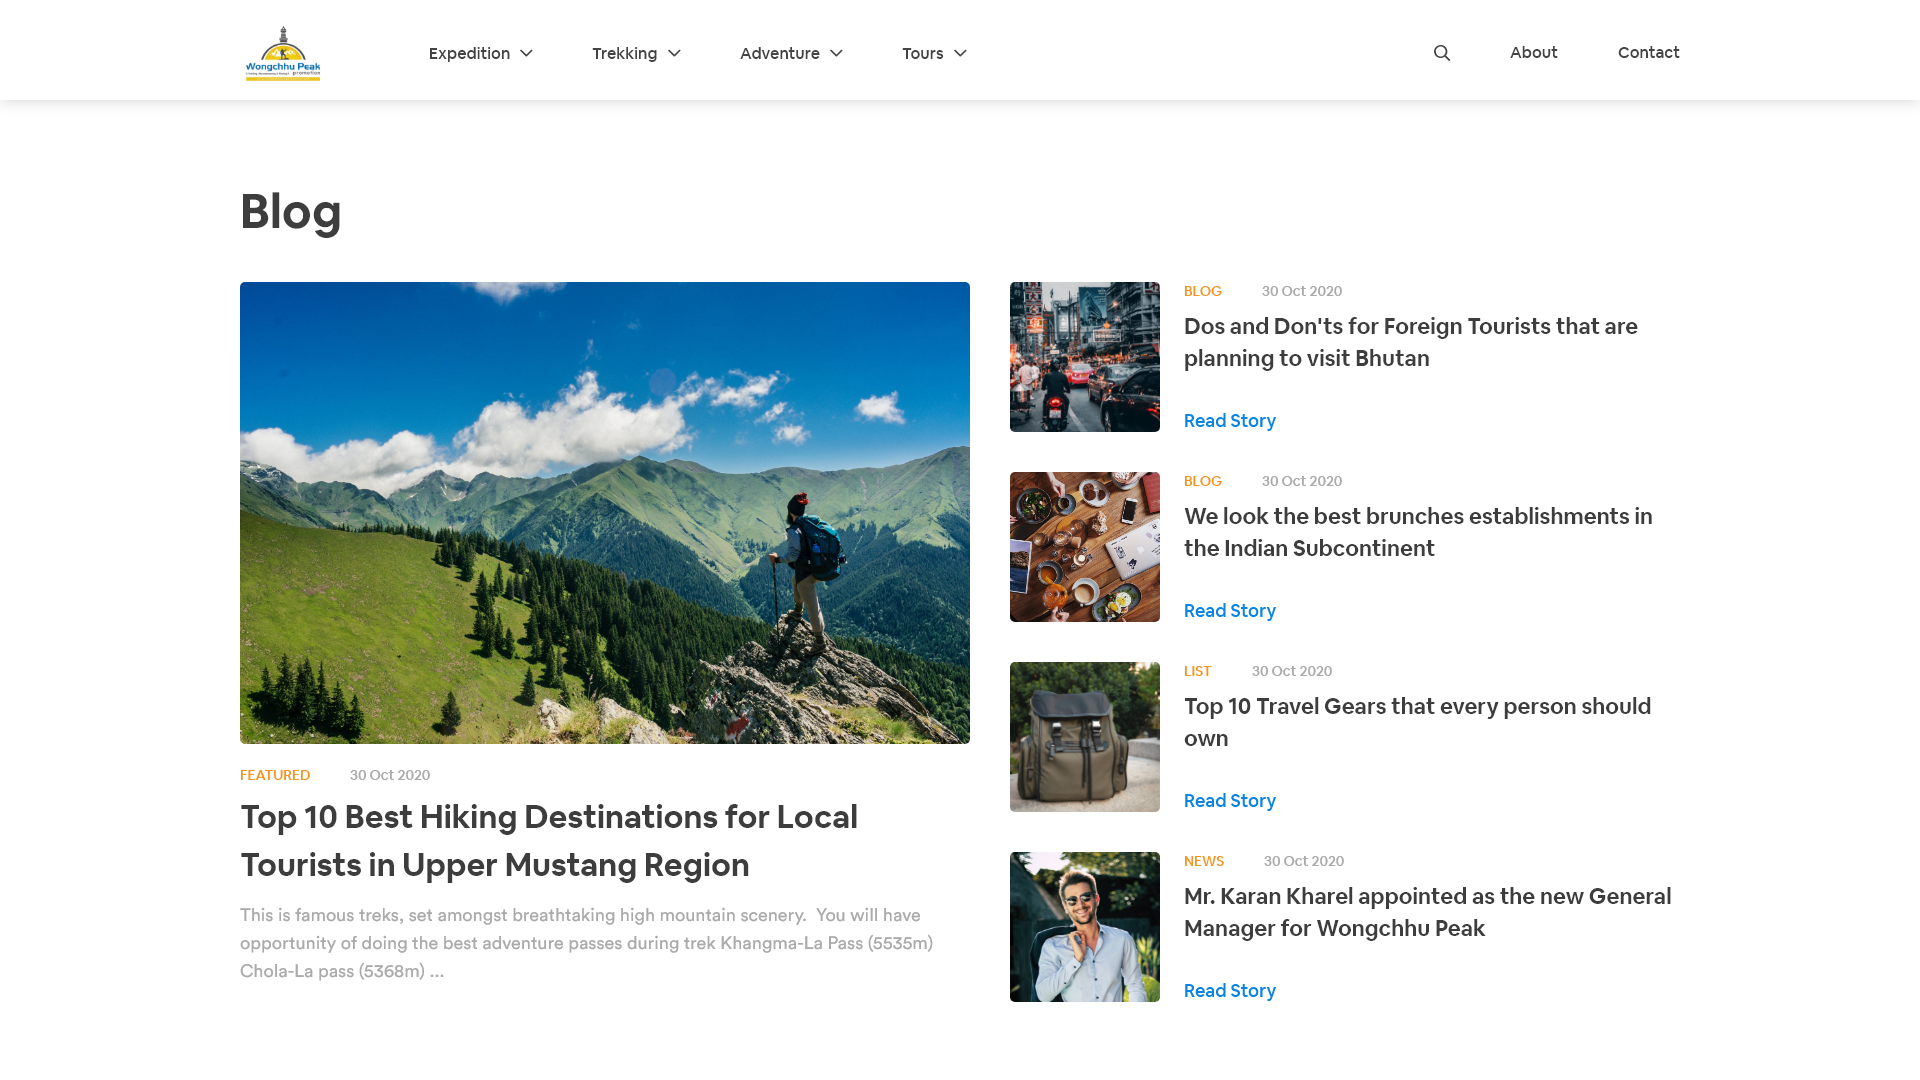 Wongchhu Peak
promotion
Expedition
Trekking
Adventure
Tours
About
Contact
Blog
FEATURED 30 Oct 2020
Top 10 Best Hiking Destinations for Local
Tourists in Upper Mustang Region
This is famous treks, set amongst breathtaking high mountain scenery.  You will have
opportunity of doing the best adventure passes during trek Khangma-La Pass (5535m)
Chola-La pass (5368m) ...
BLOG 30 Oct 2020
Dos and Don'ts for Foreign Tourists that are
planning to visit Bhutan
Read Story
BLOG 30 Oct 2020
We look the best brunches establishments in
the Indian Subcontinent
Read Story
LIST 30 Oct 2020
Top 10 Travel Gears that every person should
own
Read Story
NEWS 30 Oct 2020
Mr. Karan Kharel appointed as the new General
Manager for Wongchhu Peak
Read Story